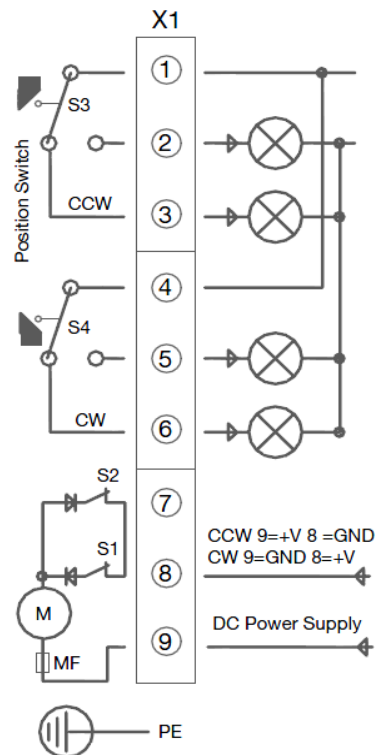 X1
1
S3
Position Switch
2
CCW
3
4
S4
5
CW
6
S2
7
CCW 9=+V 8 =GND
S1
8
CW 9=GND 8=+V
M
9
DC Power Supply
MF
PE